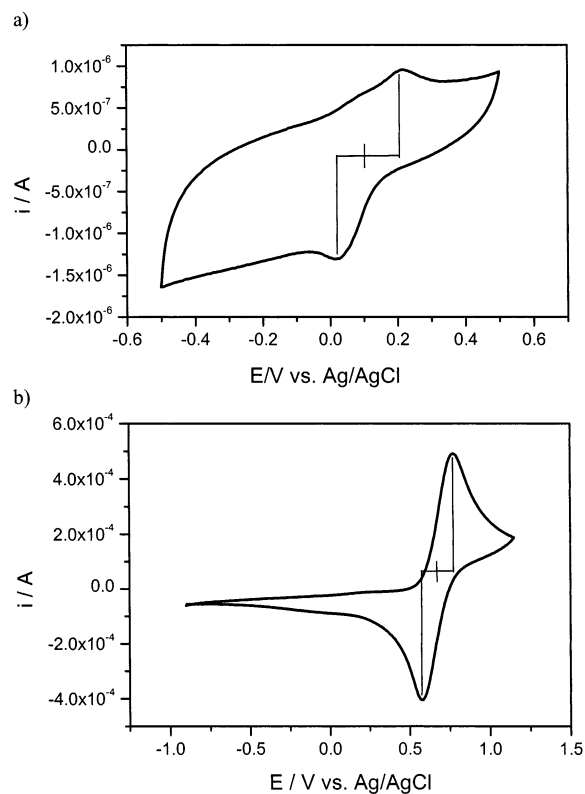 a)
1.0x10⁻⁶
5.0x10⁻⁷
0.0
-5.0x10⁻⁷
-1.0x10⁻⁶
-1.5x10⁻⁶
-2.0x10⁻⁶
i / A
-0.6 -0.4 -0.2 0.0 0.2 0.4 0.6
E/V vs. Ag/AgCl
b)
6.0x10⁻⁴
4.0x10⁻⁴
2.0x10⁻⁴
0.0
-2.0x10⁻⁴
-4.0x10⁻⁴
i / A
-1.0 -0.5 0.0 0.5 1.0 1.5
E / V vs. Ag/AgCl